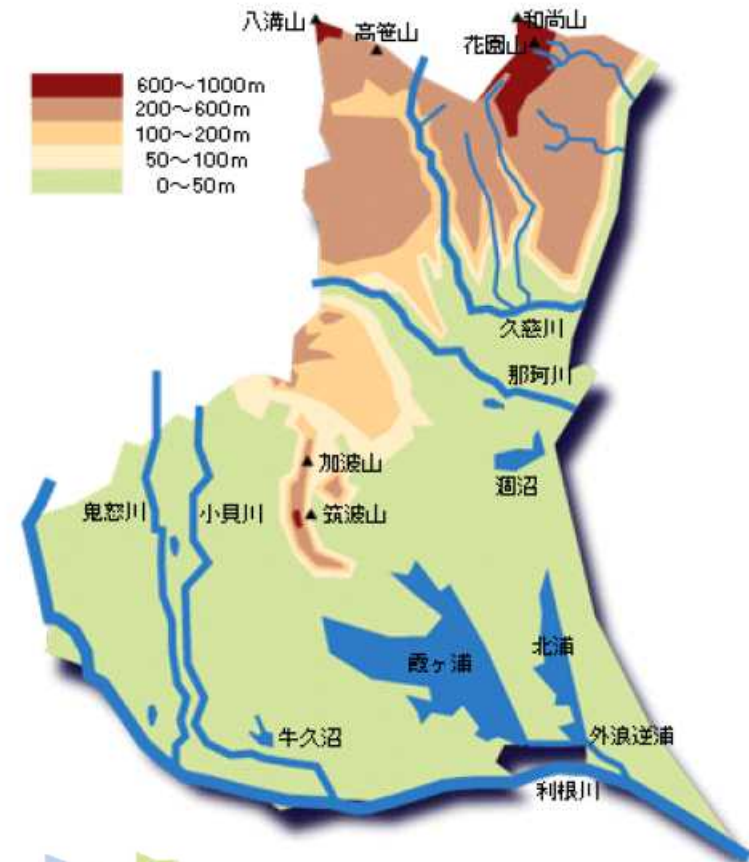 八溝山
高笹山
和尚山
花園山
600～1000m
200～600m
100～200m
50～100m
0～50m
久慈川
那珂川
加波山
涸沼
鬼怒川
小貝川
筑波山
霞ヶ浦
北浦
牛久沼
外浪逆浦
利根川